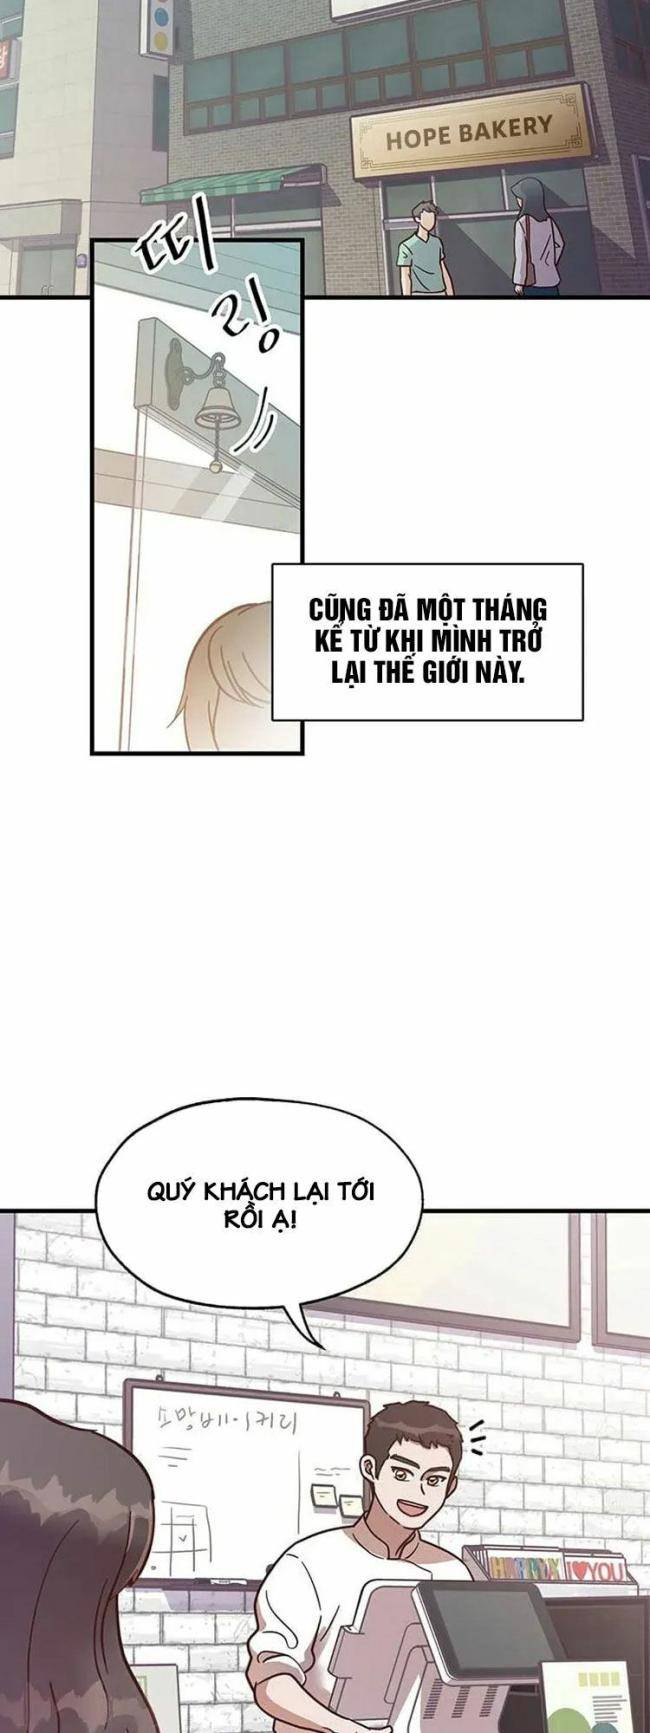 HOPE BAKERY
띠
링
CŨNG ĐÃ MỘT THÁNG
KỂ TỪ KHI MÌNH TRỞ
LẠI THẾ GIỚI NÀY.
QUÝ KHÁCH LẠI TỚI
RỒI Ạ!
소망베이커리
HAPPY
I ♥ YOU